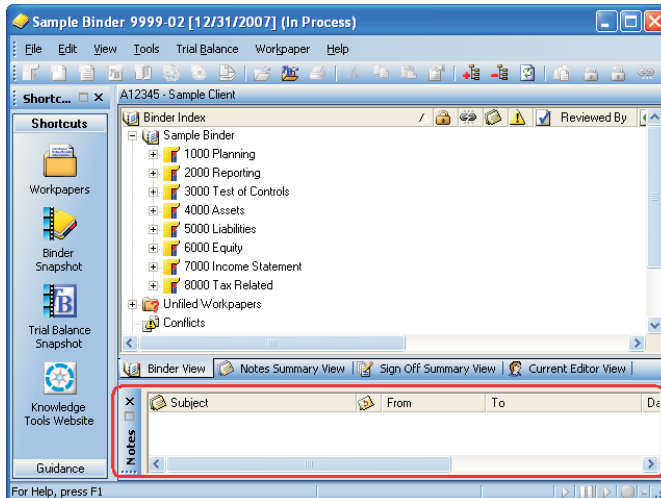 Sample Binder 9999-02 [12/31/2007] (In Process)
File Edit View Tools Trial Balance Workpaper Help
Shortc...
A12345 - Sample Client
Shortcuts
Binder Index / Reviewed By
Sample Binder
1000 Planning
2000 Reporting
3000 Test of Controls
4000 Assets
5000 Liabilities
6000 Equity
7000 Income Statement
8000 Tax Related
Unfiled Workpapers
Conflicts
Workpapers
Binder
Snapshot
Trial Balance
Snapshot
Knowledge
Tools Website
Guidance
Binder View Notes Summary View Sign Off Summary View Current Editor View
Notes
Subject From To Da
For Help, press F1